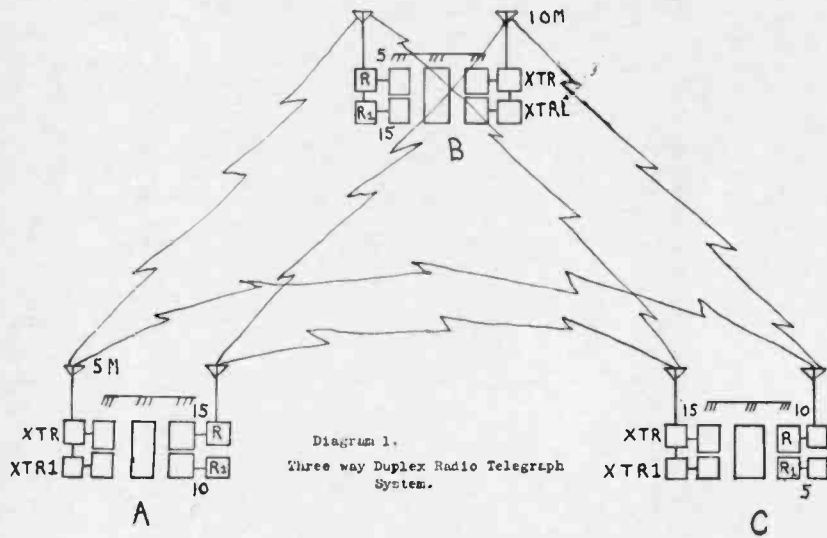 10M
5
R
XTR
R1
XTR1
15
B
5M
15
XTR
R
XTR1
R1
10
A
Diagram 1.
Three way Duplex Radio Telegraph
System.
15
10
XTR
R
XTR1
R1
5
C